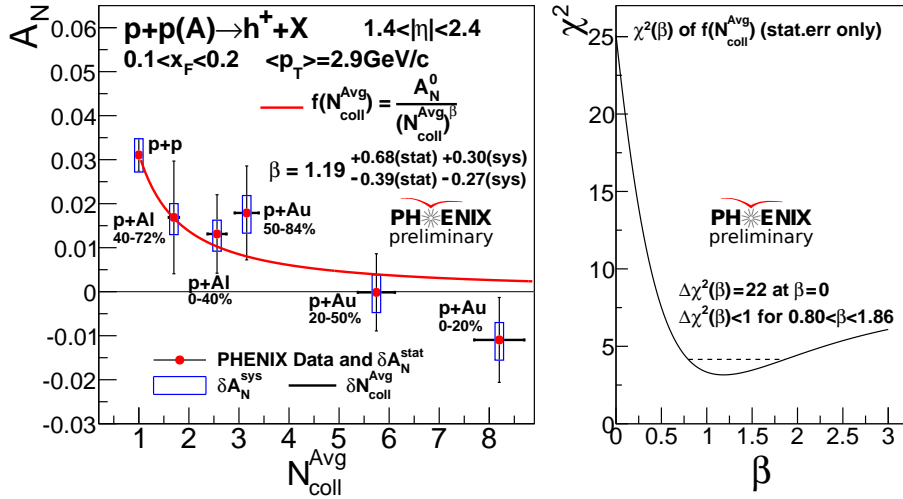 A_N
0.06
0.05
0.04
0.03
0.02
0.01
0
-0.01
-0.02
-0.03
p+p(A)→h⁺+X 1.4<|η|<2.4
0.1<x_F<0.2 <p_T>=2.9GeV/c
f(N_coll^Avg) = A_N^0 / (N_coll^Avg)^β
β = 1.19 +0.68(stat) +0.30(sys)
−0.39(stat) −0.27(sys)
p+p
p+Al
40-72%
p+Al
0-40%
p+Au
50-84%
PHENIX
preliminary
p+Au
20-50%
p+Au
0-20%
PHENIX Data and δA_N^stat
δA_N^sys δN_coll^Avg
1 2 3 4 5 6 7 8
N_coll^Avg
χ²
25
20
15
10
5
0
χ²(β) of f(N_coll^Avg) (stat.err only)
PHENIX
preliminary
Δχ²(β)=22 at β=0
Δχ²(β)<1 for 0.80<β<1.86
0 0.5 1 1.5 2 2.5 3
β